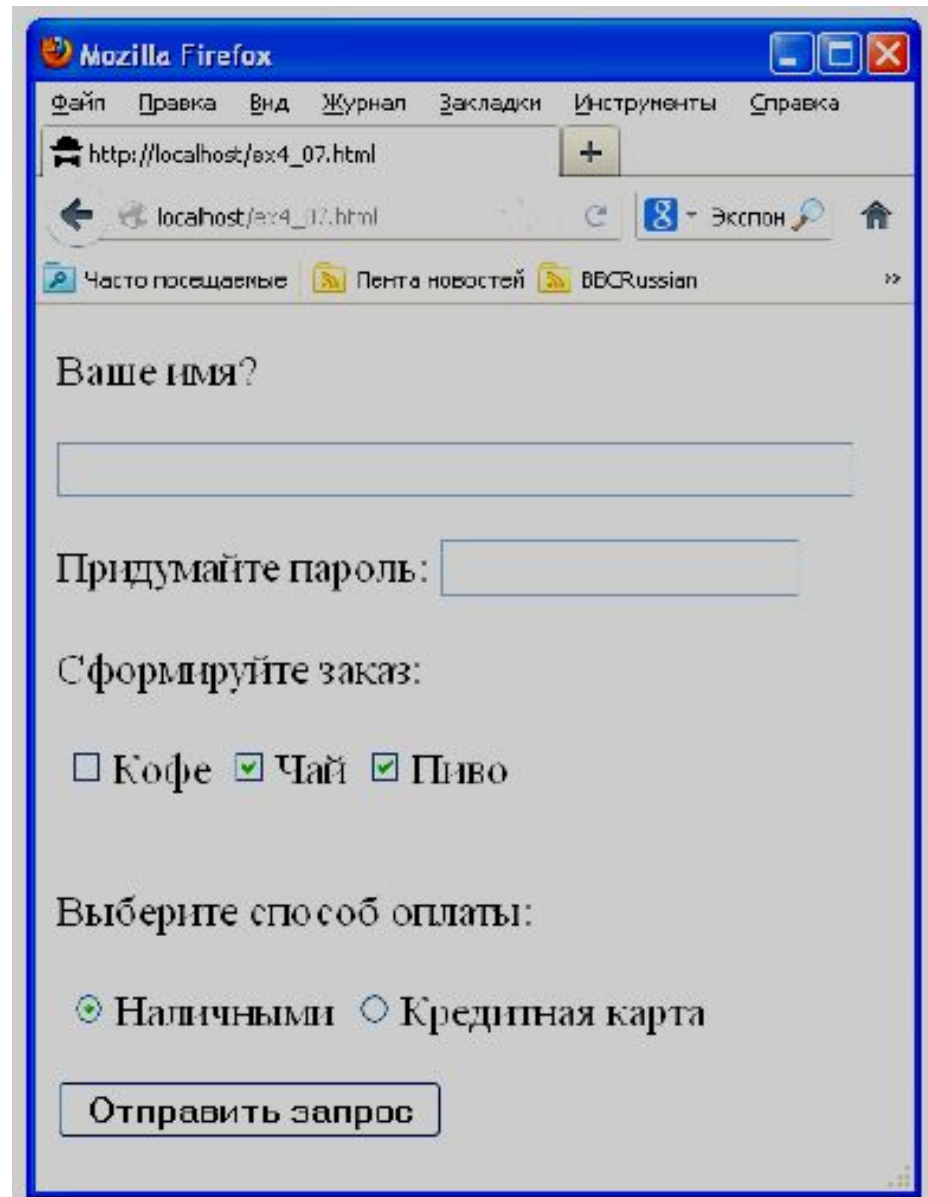 Mozilla Firefox
Файл Правка Вид Журнал Закладки Инструменты Справка
http://localhost/ex4_07.html
localhost/ex4_07.html 8 Экспон
Часто посещаемые Лента новостей BBCRussian »
Ваше имя?
Придумайте пароль:
Сформируйте заказ:
Кофе Чай Пиво
Выберите способ оплаты:
Наличными Кредитная карта
Отправить запрос